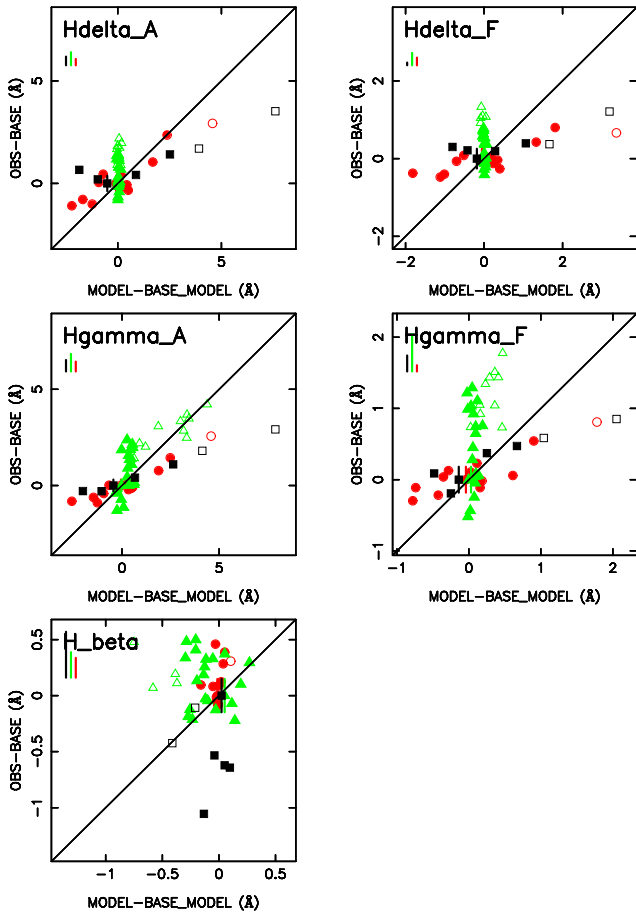 Hdelta_A
OBS-BASE (Å)
5
0
0
5
MODEL-BASE_MODEL (Å)
Hdelta_F
OBS-BASE (Å)
2
0
-2
-2
0
2
MODEL-BASE_MODEL (Å)
Hgamma_A
OBS-BASE (Å)
5
0
0
5
MODEL-BASE_MODEL (Å)
Hgamma_F
OBS-BASE (Å)
2
1
0
-1
-1
0
1
2
MODEL-BASE_MODEL (Å)
H_beta
OBS-BASE (Å)
0.5
0
-0.5
-1
-1
-0.5
0
0.5
MODEL-BASE_MODEL (Å)